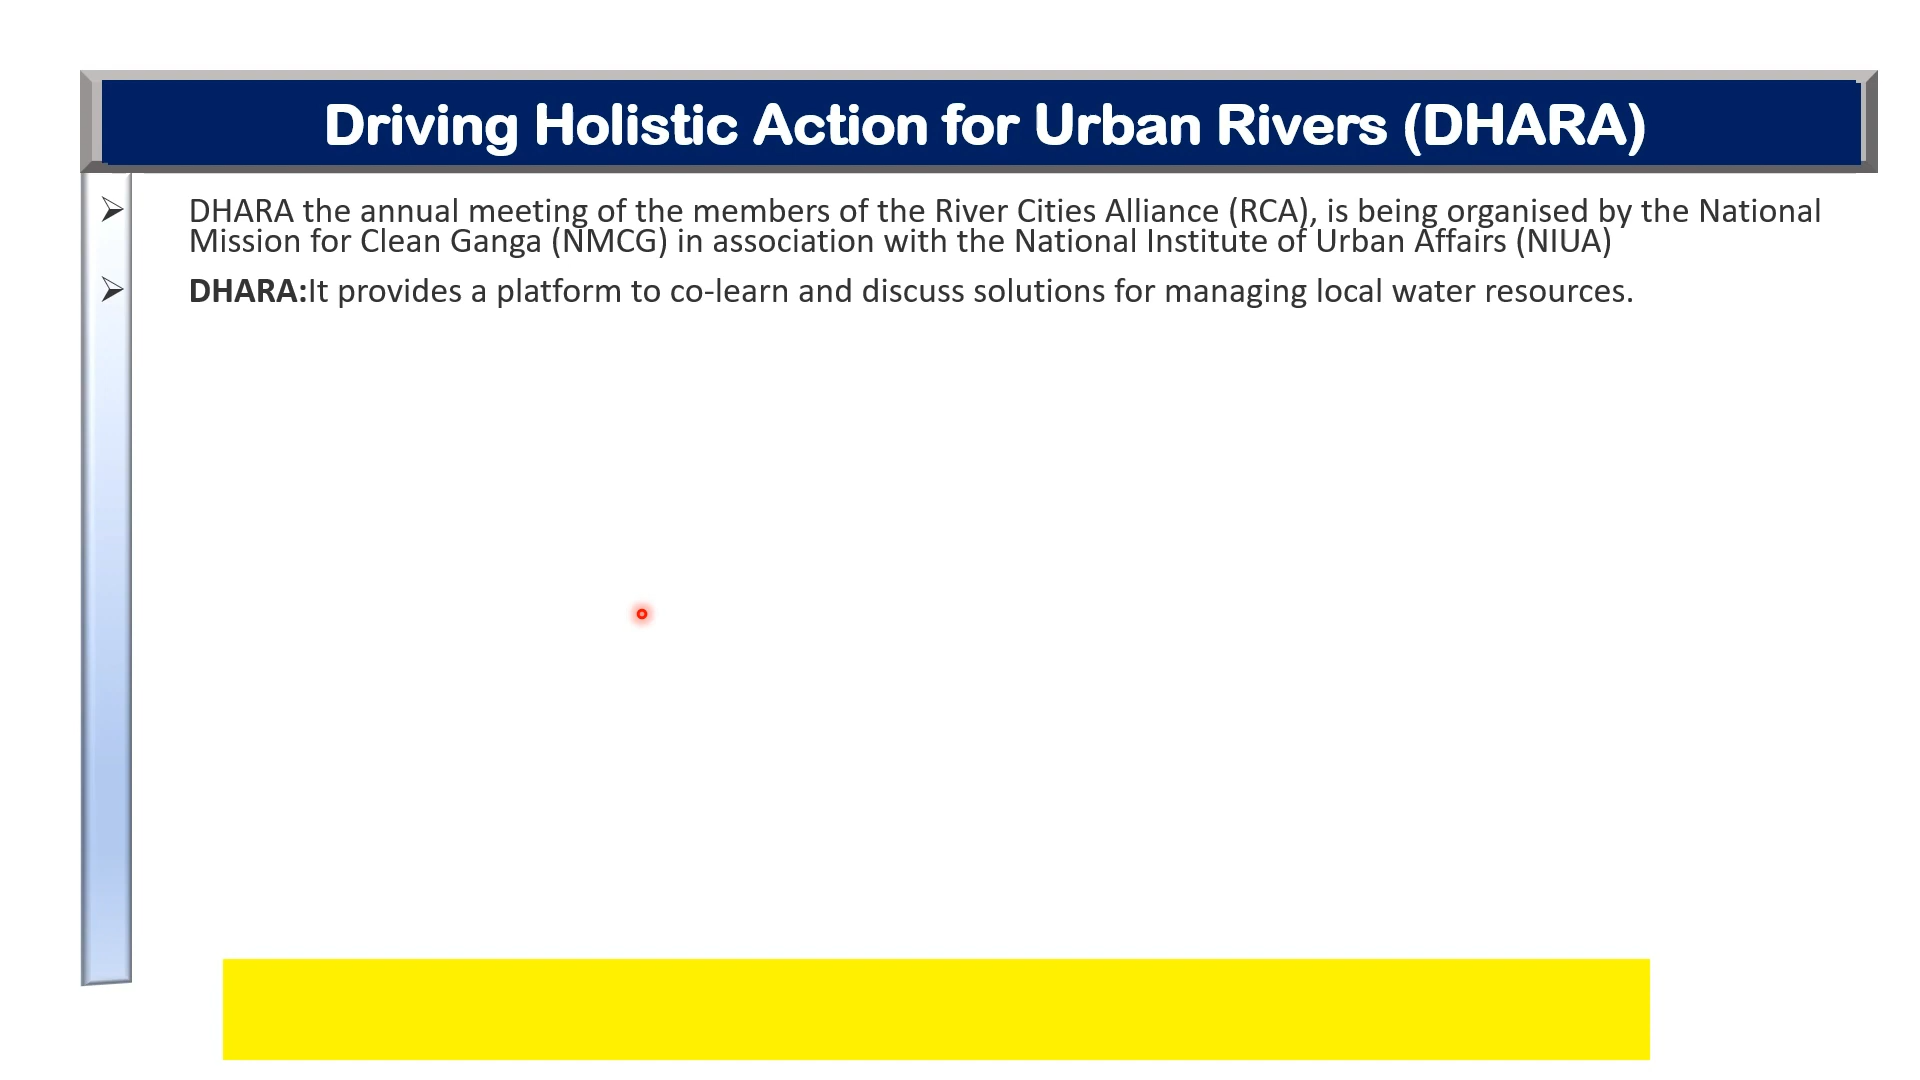 Driving Holistic Action for Urban Rivers (DHARA)
DHARA the annual meeting of the members of the River Cities Alliance (RCA), is being organised by the National
Mission for Clean Ganga (NMCG) in association with the National Institute of Urban Affairs (NIUA)
DHARA:It provides a platform to co-learn and discuss solutions for managing local water resources.